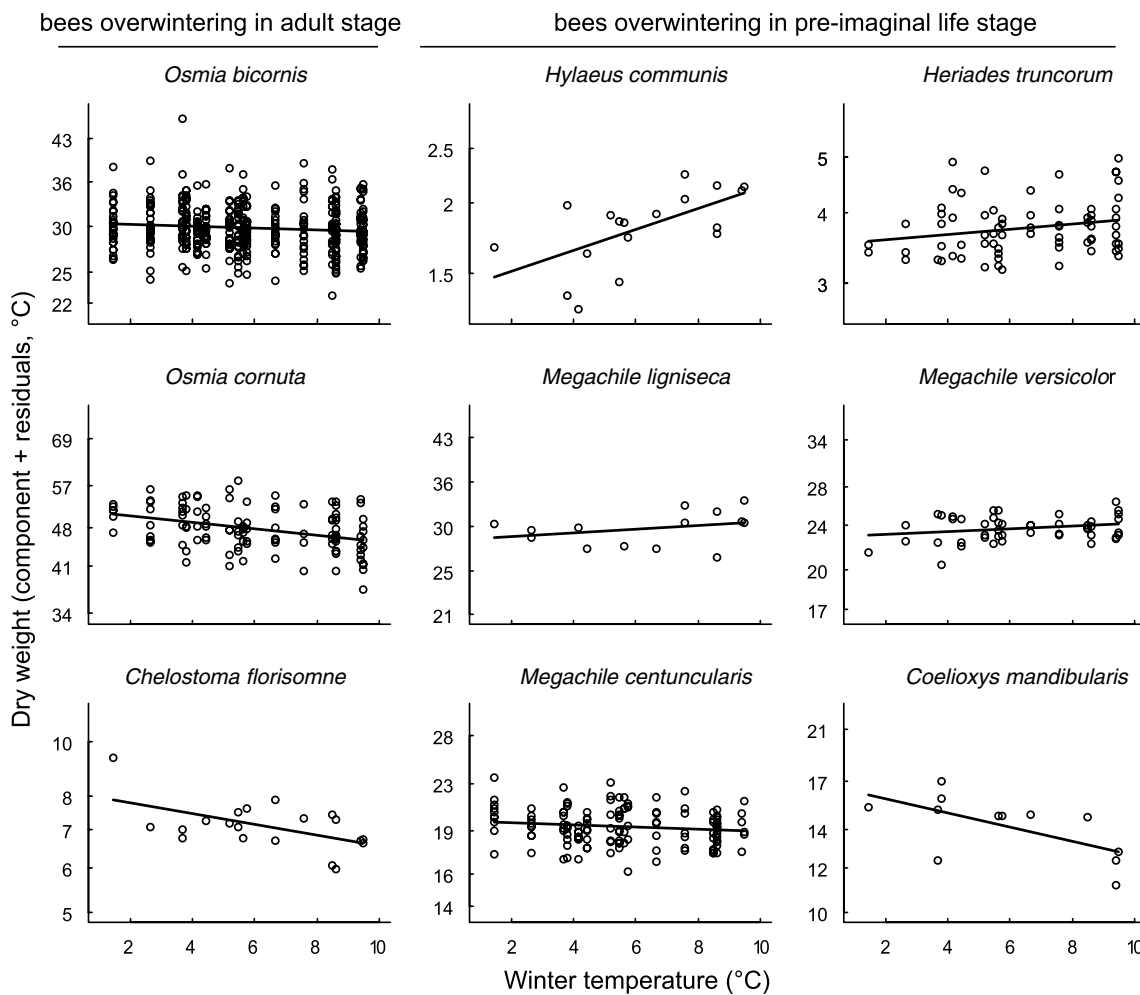 bees overwintering in adult stage
bees overwintering in pre-imaginal life stage
Osmia bicornis
Hylaeus communis
Heriades truncorum
43
36
30
25
22
2.5
2
1.5
5
4
3
Dry weight (component + residuals, °C)
Osmia cornuta
Megachile ligniseca
Megachile versicolor
69
57
48
41
34
43
36
30
25
21
34
28
24
20
17
Chelostoma florisomne
Megachile centuncularis
Coelioxys mandibularis
10
8
7
6
5
28
23
19
16
14
21
17
14
12
10
2 4 6 8 10
2 4 6 8 10
2 4 6 8 10
Winter temperature (°C)